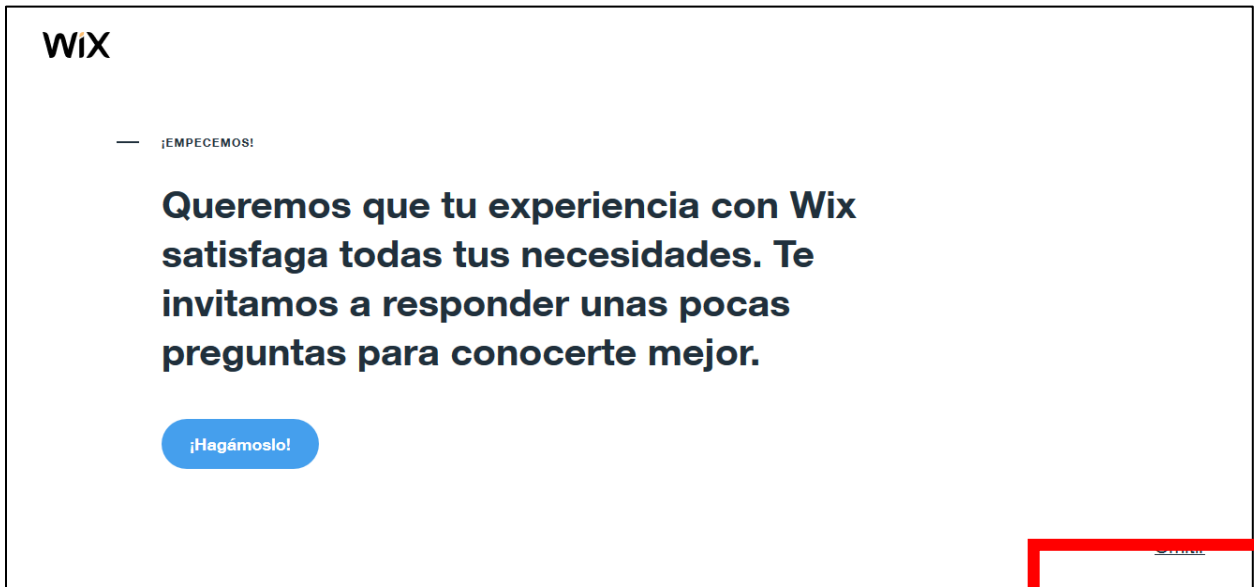 WiX
¡EMPECEMOS!
Queremos que tu experiencia con Wix
satisfaga todas tus necesidades. Te
invitamos a responder unas pocas
preguntas para conocerte mejor.
¡Hagámoslo!